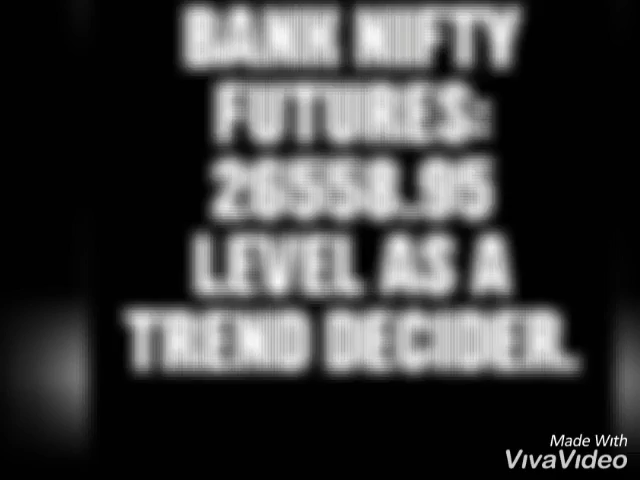 BANK NIFTY
FUTURES:
26558.95
LEVEL AS A
TREND DECIDER.
Made With
VivaVideo